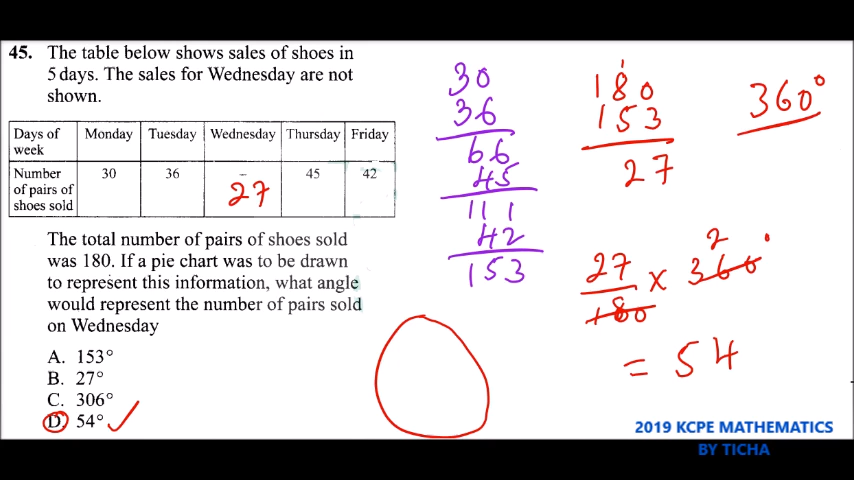 45. The table below shows sales of shoes in
5 days. The sales for Wednesday are not
shown.
Days of week Monday Tuesday Wednesday Thursday Friday
Number of pairs of shoes sold 30 36 – 45 42
27
The total number of pairs of shoes sold
was 180. If a pie chart was to be drawn
to represent this information, what angle
would represent the number of pairs sold
on Wednesday
A. 153°
B. 27°
C. 306°
D. 54° ✓
30
36
66
45
111
42
153
1
180
153
27
360°
2
27/180 × 360°
= 54
2019 KCPE MATHEMATICS
BY TICHA